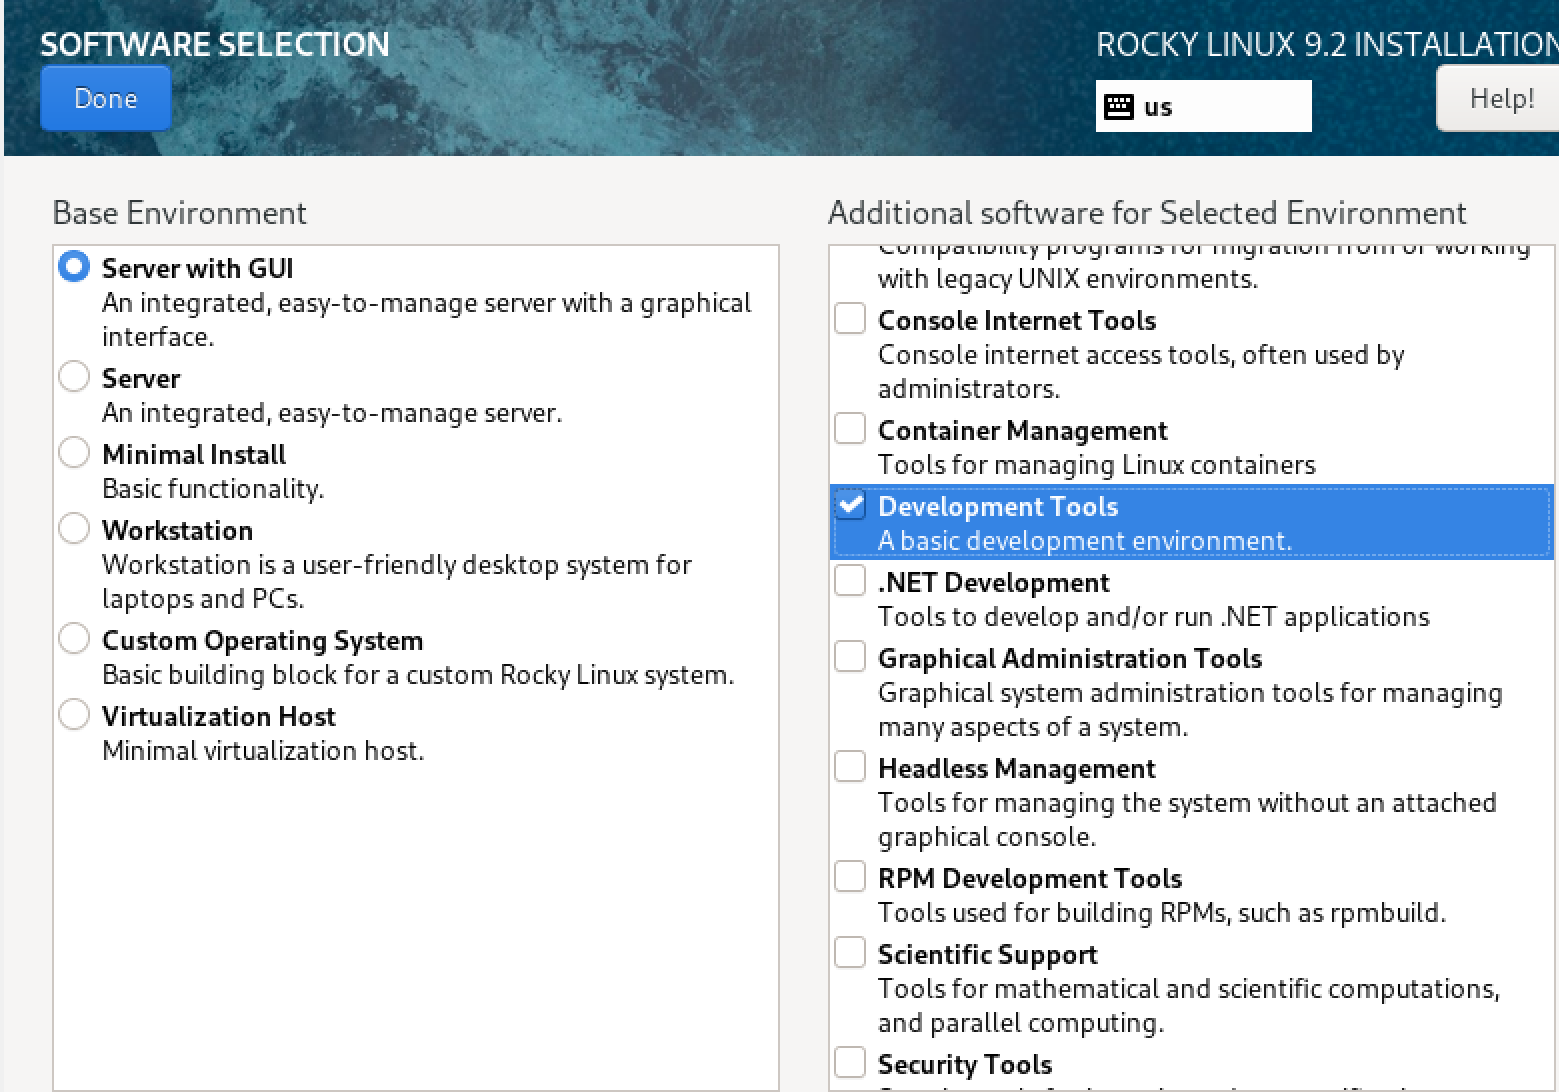 SOFTWARE SELECTION
ROCKY LINUX 9.2 INSTALLATION
Done
us
Help!
Base Environment
Server with GUI
An integrated, easy-to-manage server with a graphical
interface.
Server
An integrated, easy-to-manage server.
Minimal Install
Basic functionality.
Workstation
Workstation is a user-friendly desktop system for
laptops and PCs.
Custom Operating System
Basic building block for a custom Rocky Linux system.
Virtualization Host
Minimal virtualization host.
Additional software for Selected Environment
Compatibility programs for migration from or working
with legacy UNIX environments.
Console Internet Tools
Console internet access tools, often used by
administrators.
Container Management
Tools for managing Linux containers
Development Tools
A basic development environment.
.NET Development
Tools to develop and/or run .NET applications
Graphical Administration Tools
Graphical system administration tools for managing
many aspects of a system.
Headless Management
Tools for managing the system without an attached
graphical console.
RPM Development Tools
Tools used for building RPMs, such as rpmbuild.
Scientific Support
Tools for mathematical and scientific computations,
and parallel computing.
Security Tools